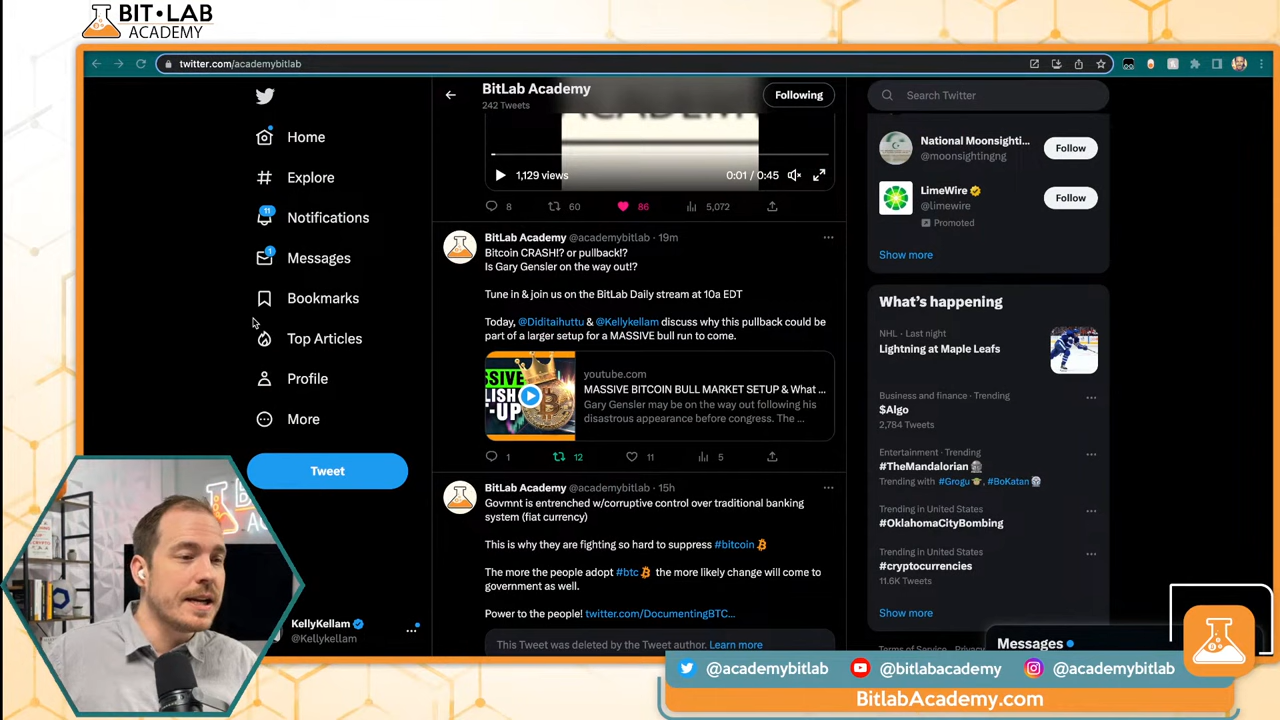 BIT·LAB
ACADEMY
twitter.com/academybitlab
Home
Explore
11
Notifications
1
Messages
Bookmarks
Top Articles
Profile
More
Tweet
KellyKellam
@Kellykellam
BitLab Academy
242 Tweets
Following
1,129 views
0:01 / 0:45
8
60
86
5,072
BitLab Academy @academybitlab · 19m
Bitcoin CRASH!? or pullback!?
Is Gary Gensler on the way out!?
Tune in & join us on the BitLab Daily stream at 10a EDT
Today, @Diditaihuttu & @Kellykellam discuss why this pullback could be
part of a larger setup for a MASSIVE bull run to come.
youtube.com
MASSIVE BITCOIN BULL MARKET SETUP & What ...
Gary Gensler may be on the way out following his
disastrous appearance before congress. The ...
1
12
11
5
BitLab Academy @academybitlab · 15h
Govmnt is entrenched w/corruptive control over traditional banking
system (fiat currency)
This is why they are fighting so hard to suppress #bitcoin
The more the people adopt #btc the more likely change will come to
government as well.
Power to the people! twitter.com/DocumentingBTC...
This Tweet was deleted by the Tweet author. Learn more
Search Twitter
National Moonsighti...
@moonsightingng
Follow
LimeWire
@limewire
Promoted
Follow
Show more
What's happening
NHL · Last night
Lightning at Maple Leafs
Business and finance · Trending
$Algo
2,784 Tweets
Entertainment · Trending
#TheMandalorian
Trending with #Grogu, #BoKatan
Trending in United States
#OklahomaCityBombing
Trending in United States
#cryptocurrencies
11.6K Tweets
Show more
Messages
@academybitlab
@bitlabacademy
@academybitlab
BitlabAcademy.com